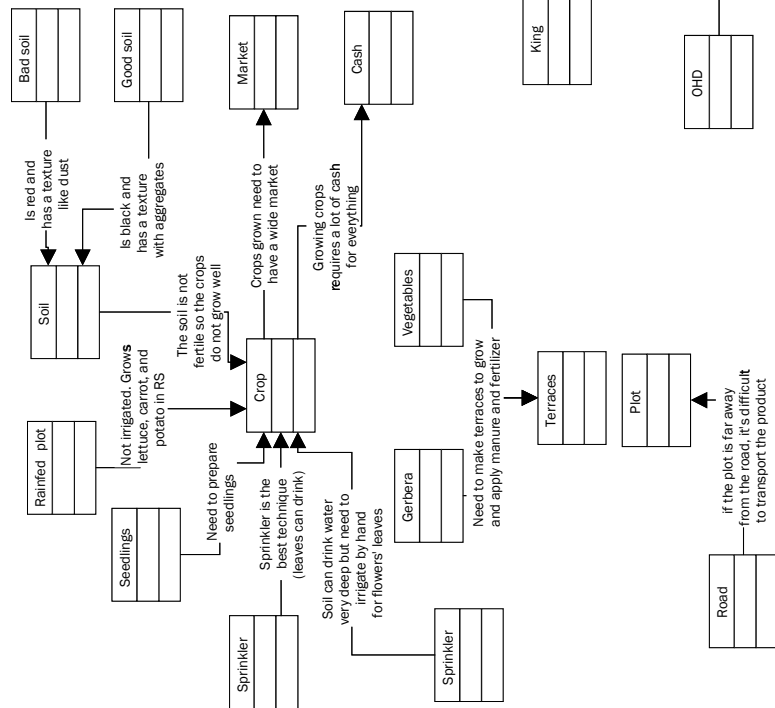 Bad soil
Good soil
Market
Cash
King
OHD
Is red and
has a texture
like dust
Is black and
has a texture
with aggregates
Crops grown need to
have a wide market
Growing crops
requires a lot of cash
for everything
Soil
The soil is not
fertile so the crops
do not grow well
Crop
Vegetables
Terraces
Plot
Rainfed plot
Not irrigated. Grows
lettuce, carrot, and
potato in RS
Seedlings
Need to prepare
seedlings
Sprinkler is the
best technique
(leaves can drink)
Soil can drink water
very deep but need to
irrigate by hand
for flowers' leaves
Gerbera
Need to make terraces to grow
and apply manure and fertilizer
if the plot is far away
from the road, it's difficult
to transport the product
Sprinkler
Sprinkler
Road